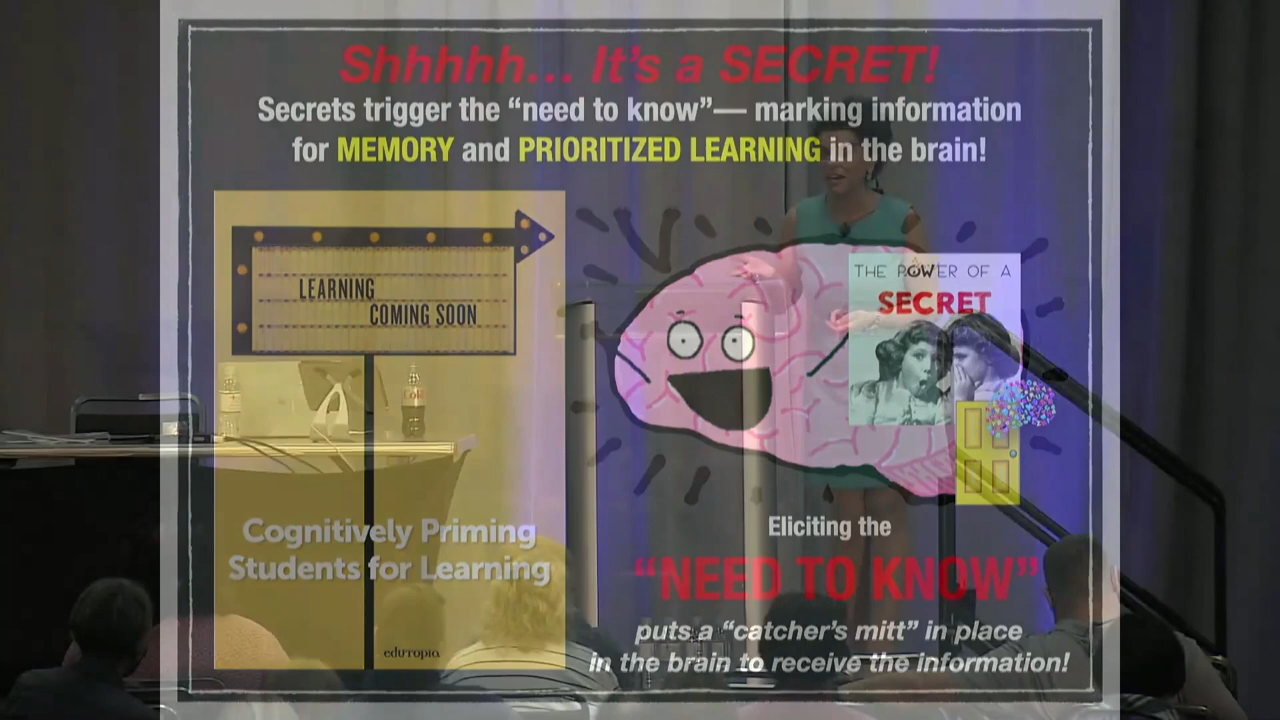 Shhhhh... It's a SECRET!
Secrets trigger the “need to know”— marking information
for MEMORY and PRIORITIZED LEARNING in the brain!
LEARNING
COMING SOON
THE POWER OF A
SECRET
Cognitively Priming
Students for Learning
edutopia
Eliciting the
“NEED TO KNOW”
puts a “catcher’s mitt” in place
in the brain to receive the information!